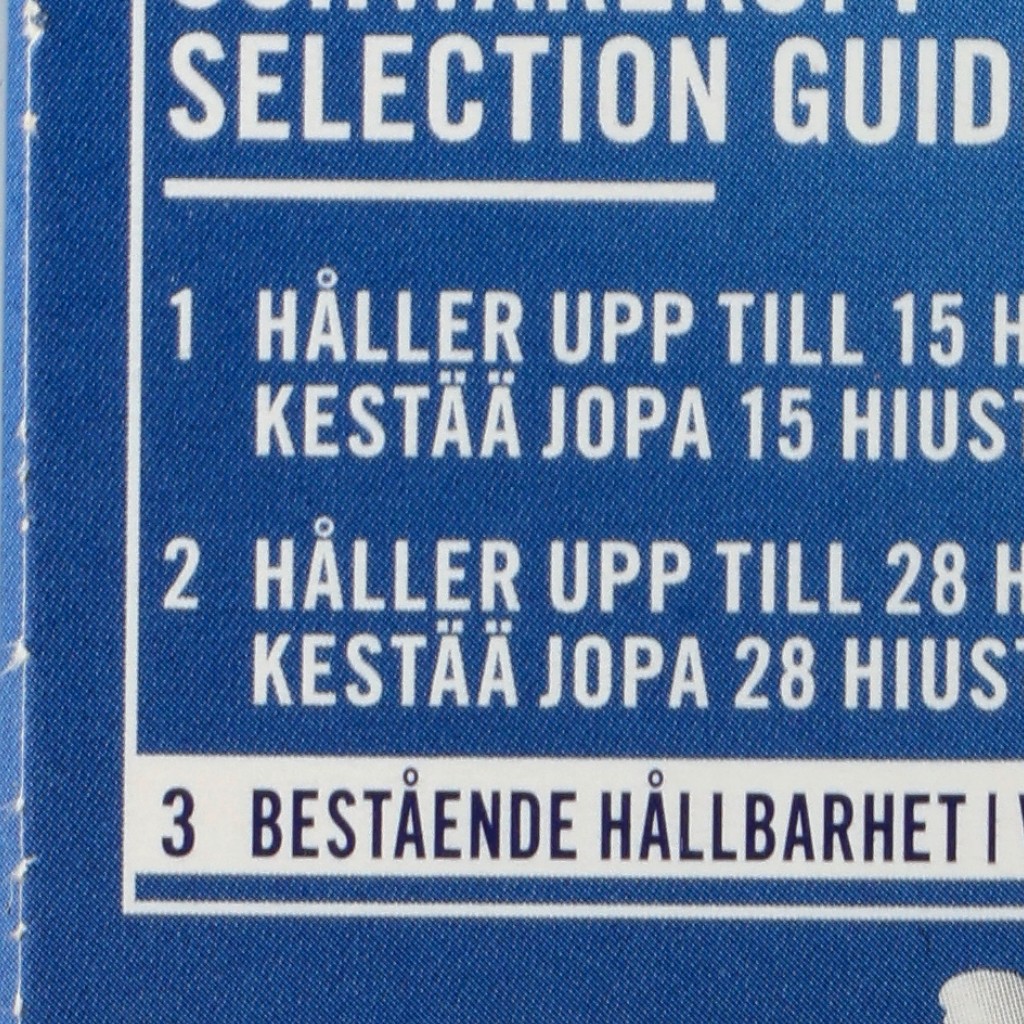 SELECTION GUID
1 HÅLLER UPP TILL 15 H
KESTÄÄ JOPA 15 HIUST
2 HÅLLER UPP TILL 28 H
KESTÄÄ JOPA 28 HIUST
3 BESTÅENDE HÅLLBARHET | V